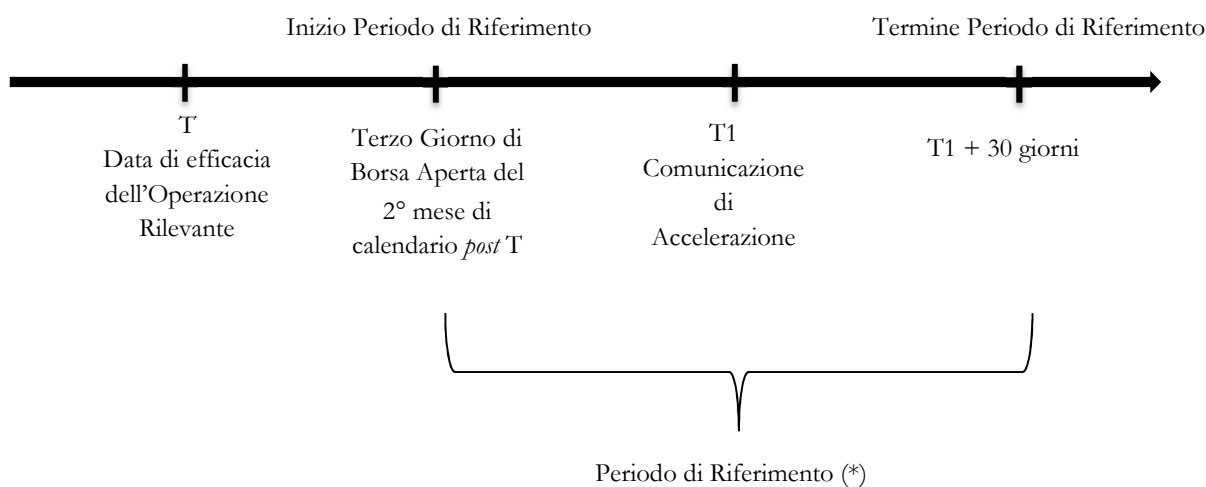 Inizio Periodo di Riferimento
Termine Periodo di Riferimento
T
Data di efficacia
dell’Operazione
Rilevante
Terzo Giorno di
Borsa Aperta del
2° mese di
calendario post T
T1
Comunicazione
di
Accelerazione
T1 + 30 giorni
Periodo di Riferimento (*)